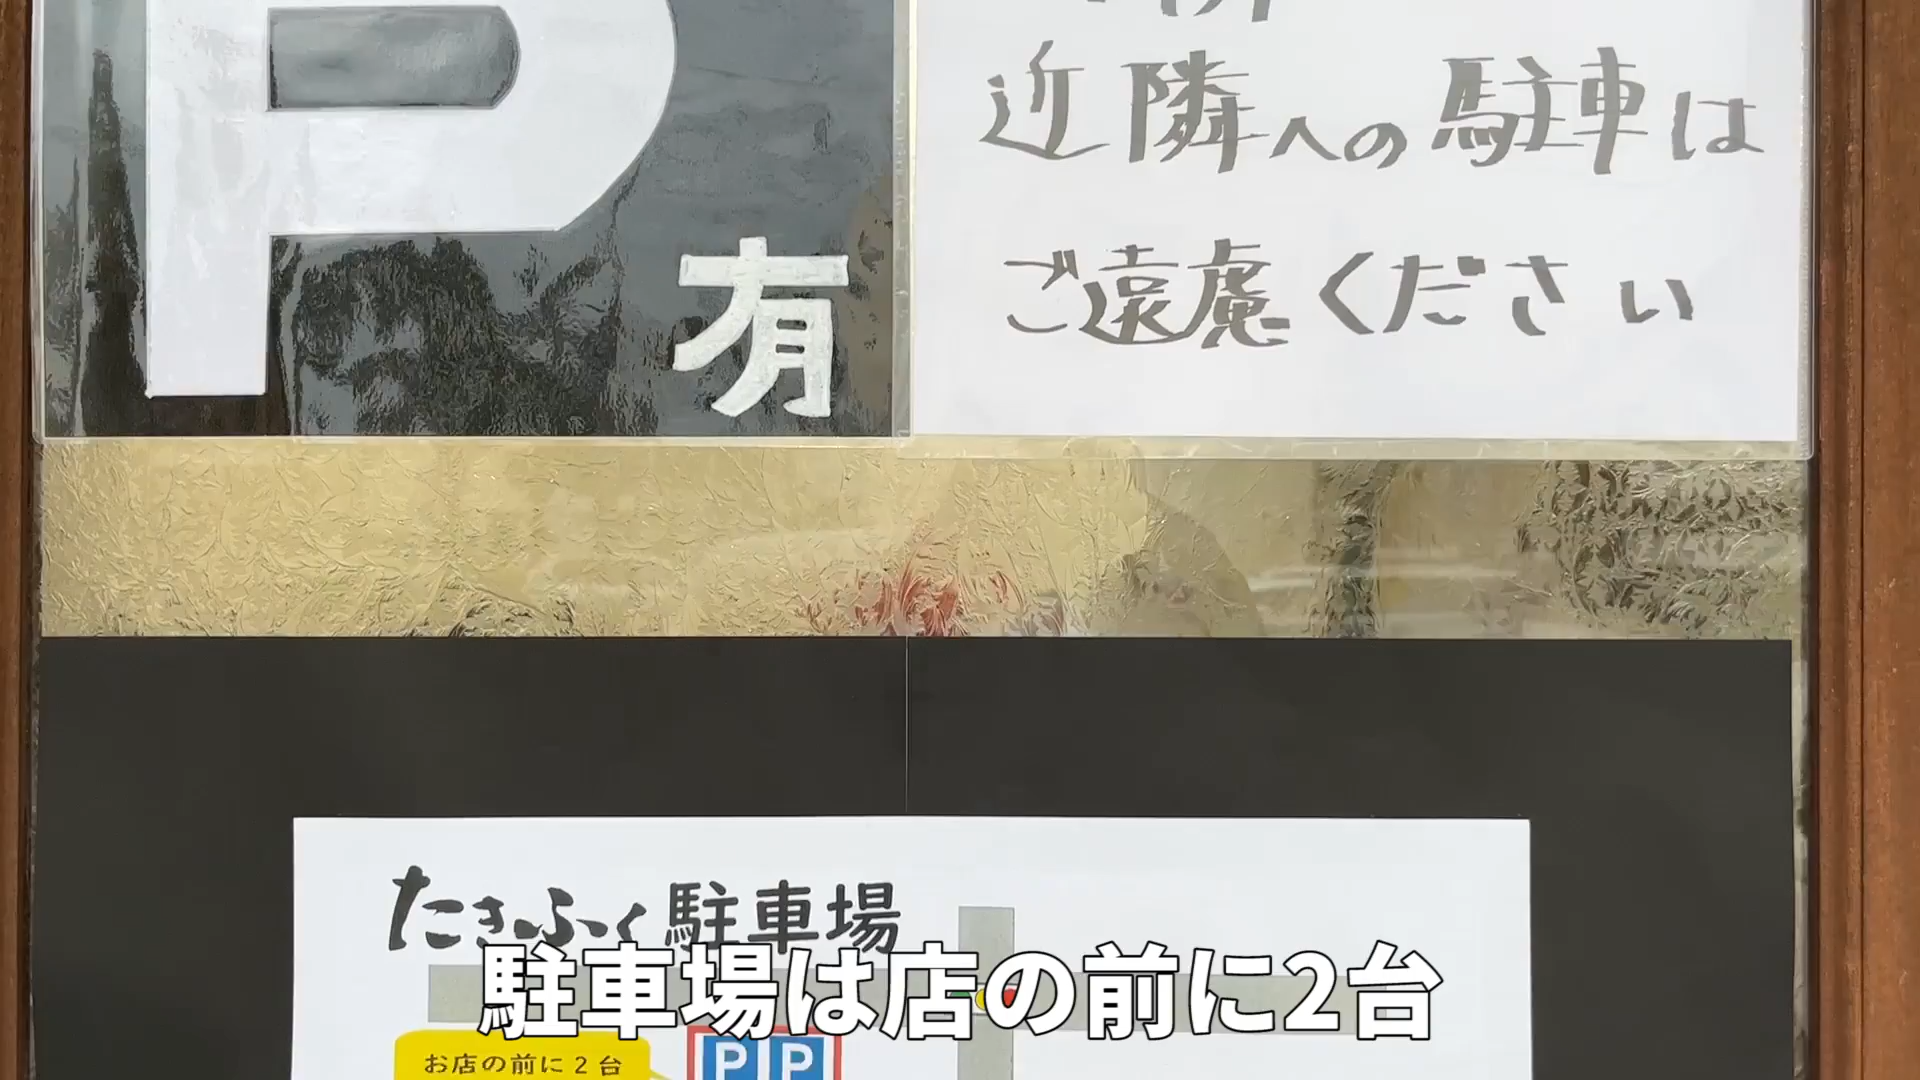 P
有
近隣への駐車は
ご遠慮ください
たきふく駐車場
駐車場は店の前に2台
お店の前に2台
P P